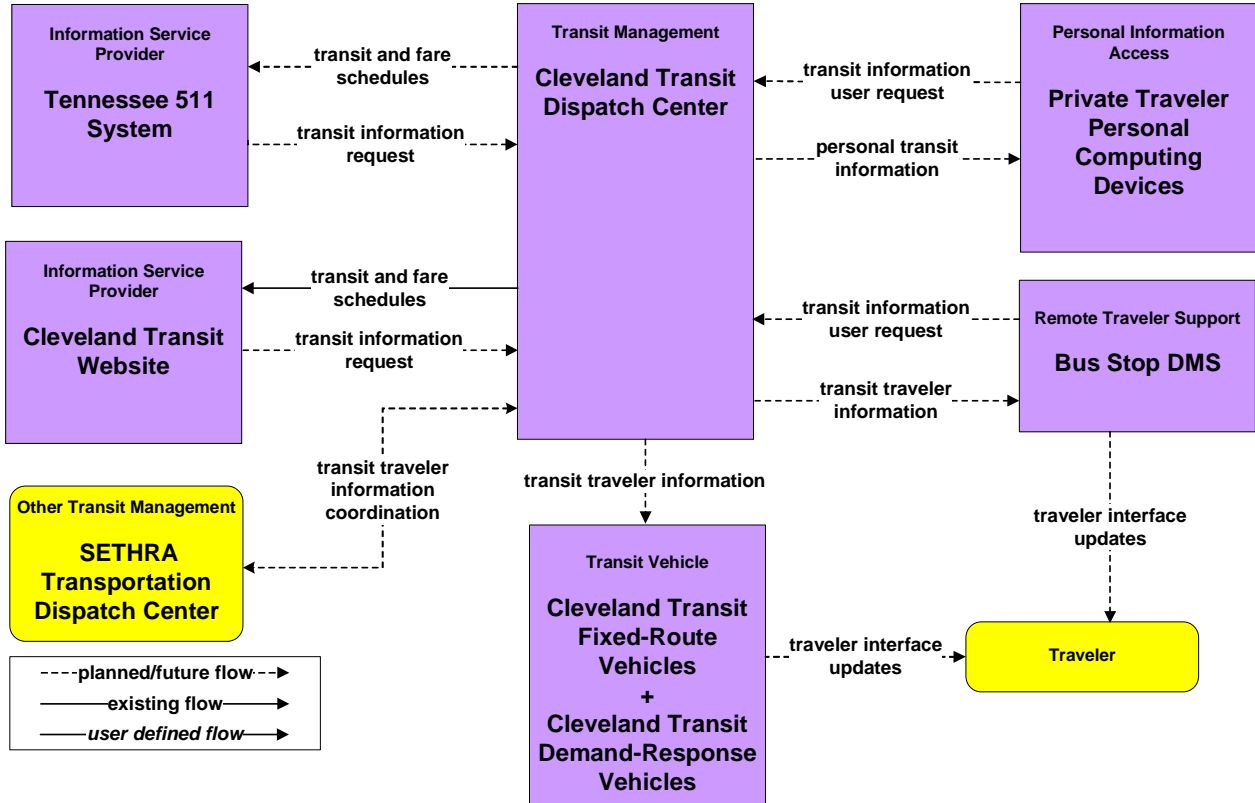 Information Service
Provider
Tennessee 511
System
transit and fare
schedules
transit information
request
Transit Management
Cleveland Transit
Dispatch Center
transit information
user request
personal transit
information
Personal Information
Access
Private Traveler
Personal
Computing
Devices
Information Service
Provider
Cleveland Transit
Website
transit and fare
schedules
transit information
request
transit information
user request
transit traveler
information
Remote Traveler Support
Bus Stop DMS
transit traveler
information
coordination
transit traveler information
Other Transit Management
SETHRA
Transportation
Dispatch Center
Transit Vehicle
Cleveland Transit
Fixed-Route
Vehicles
+
Cleveland Transit
Demand-Response
Vehicles
traveler interface
updates
traveler interface
updates
Traveler
planned/future flow
existing flow
user defined flow